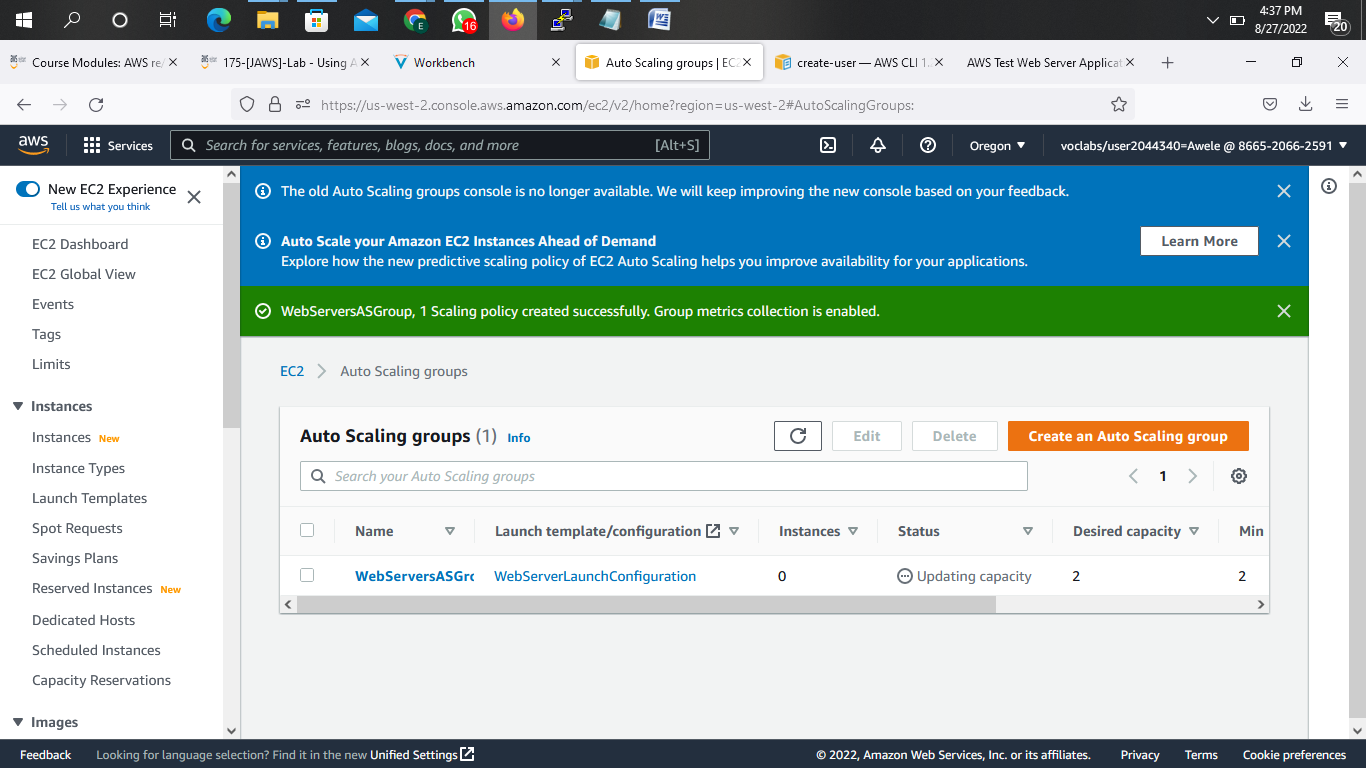 4:37 PM
8/27/2022
16
20
Course Modules: AWS re/
175-[JAWS]-Lab - Using A
Workbench
Auto Scaling groups | EC2
create-user — AWS CLI 1.
AWS Test Web Server Applicat
https://us-west-2.console.aws.amazon.com/ec2/v2/home?region=us-west-2#AutoScalingGroups:
aws
Services
Search for services, features, blogs, docs, and more
[Alt+S]
Oregon
voclabs/user2044340=Awele @ 8665-2066-2591
New EC2 Experience
Tell us what you think
EC2 Dashboard
EC2 Global View
Events
Tags
Limits
Instances
Instances New
Instance Types
Launch Templates
Spot Requests
Savings Plans
Reserved Instances New
Dedicated Hosts
Scheduled Instances
Capacity Reservations
Images
The old Auto Scaling groups console is no longer available. We will keep improving the new console based on your feedback.
Auto Scale your Amazon EC2 Instances Ahead of Demand
Explore how the new predictive scaling policy of EC2 Auto Scaling helps you improve availability for your applications.
Learn More
WebServersASGroup, 1 Scaling policy created successfully. Group metrics collection is enabled.
EC2 Auto Scaling groups
Auto Scaling groups (1) Info
Edit
Delete
Create an Auto Scaling group
Search your Auto Scaling groups
1
Name Launch template/configuration Instances Status Desired capacity Min
WebServersASGrc WebServerLaunchConfiguration 0 Updating capacity 2 2
Feedback
Looking for language selection? Find it in the new Unified Settings
© 2022, Amazon Web Services, Inc. or its affiliates.
Privacy
Terms
Cookie preferences